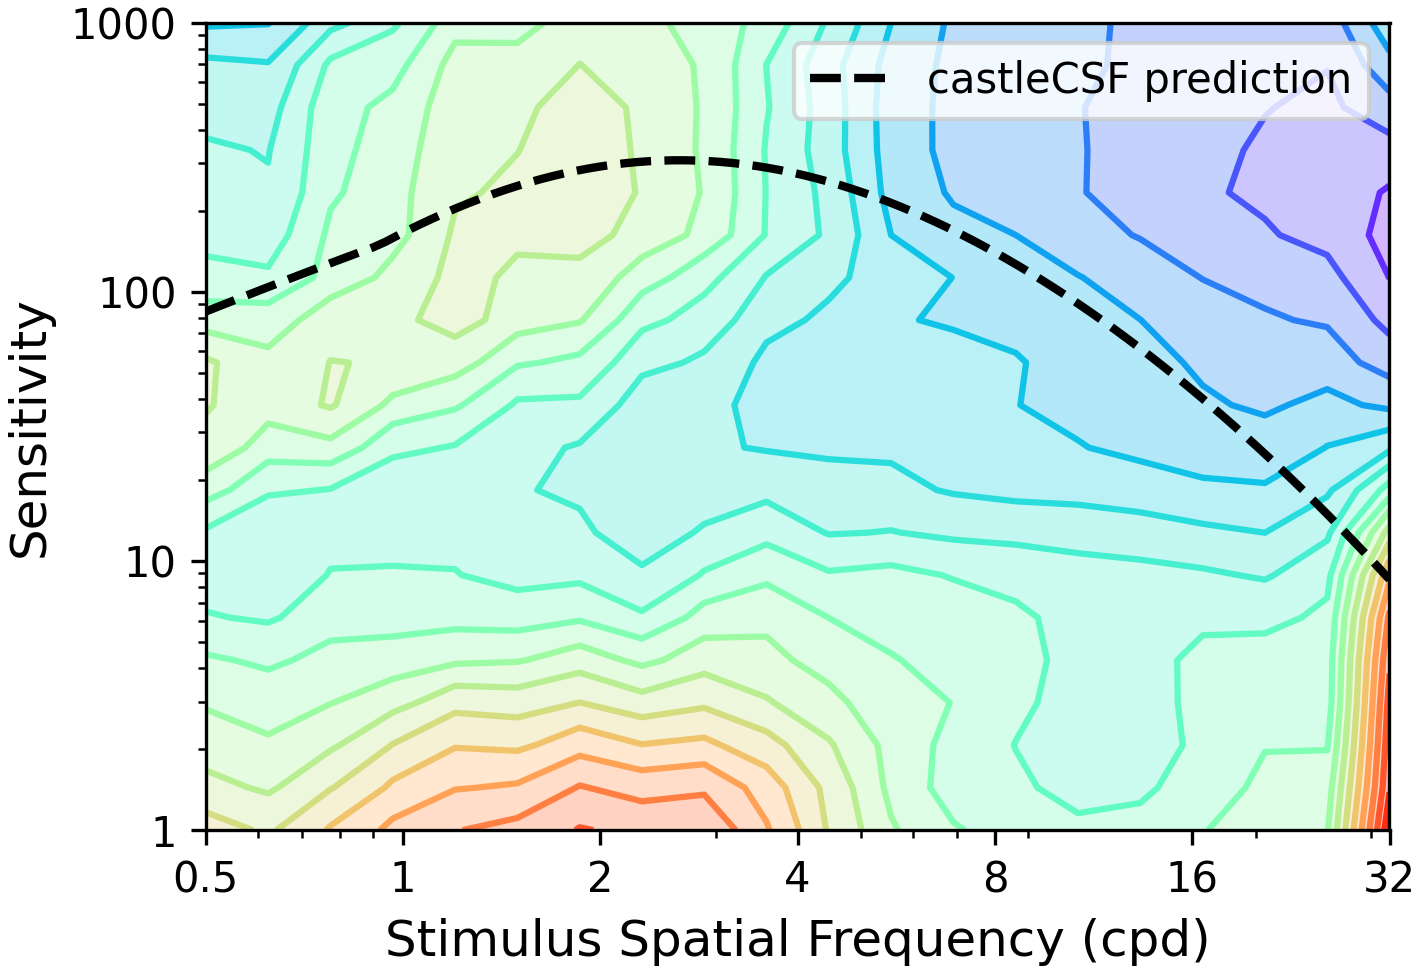 1000
castleCSF prediction
100
Sensitivity
10
1
0.5 1 2 4 8 16 32
Stimulus Spatial Frequency (cpd)